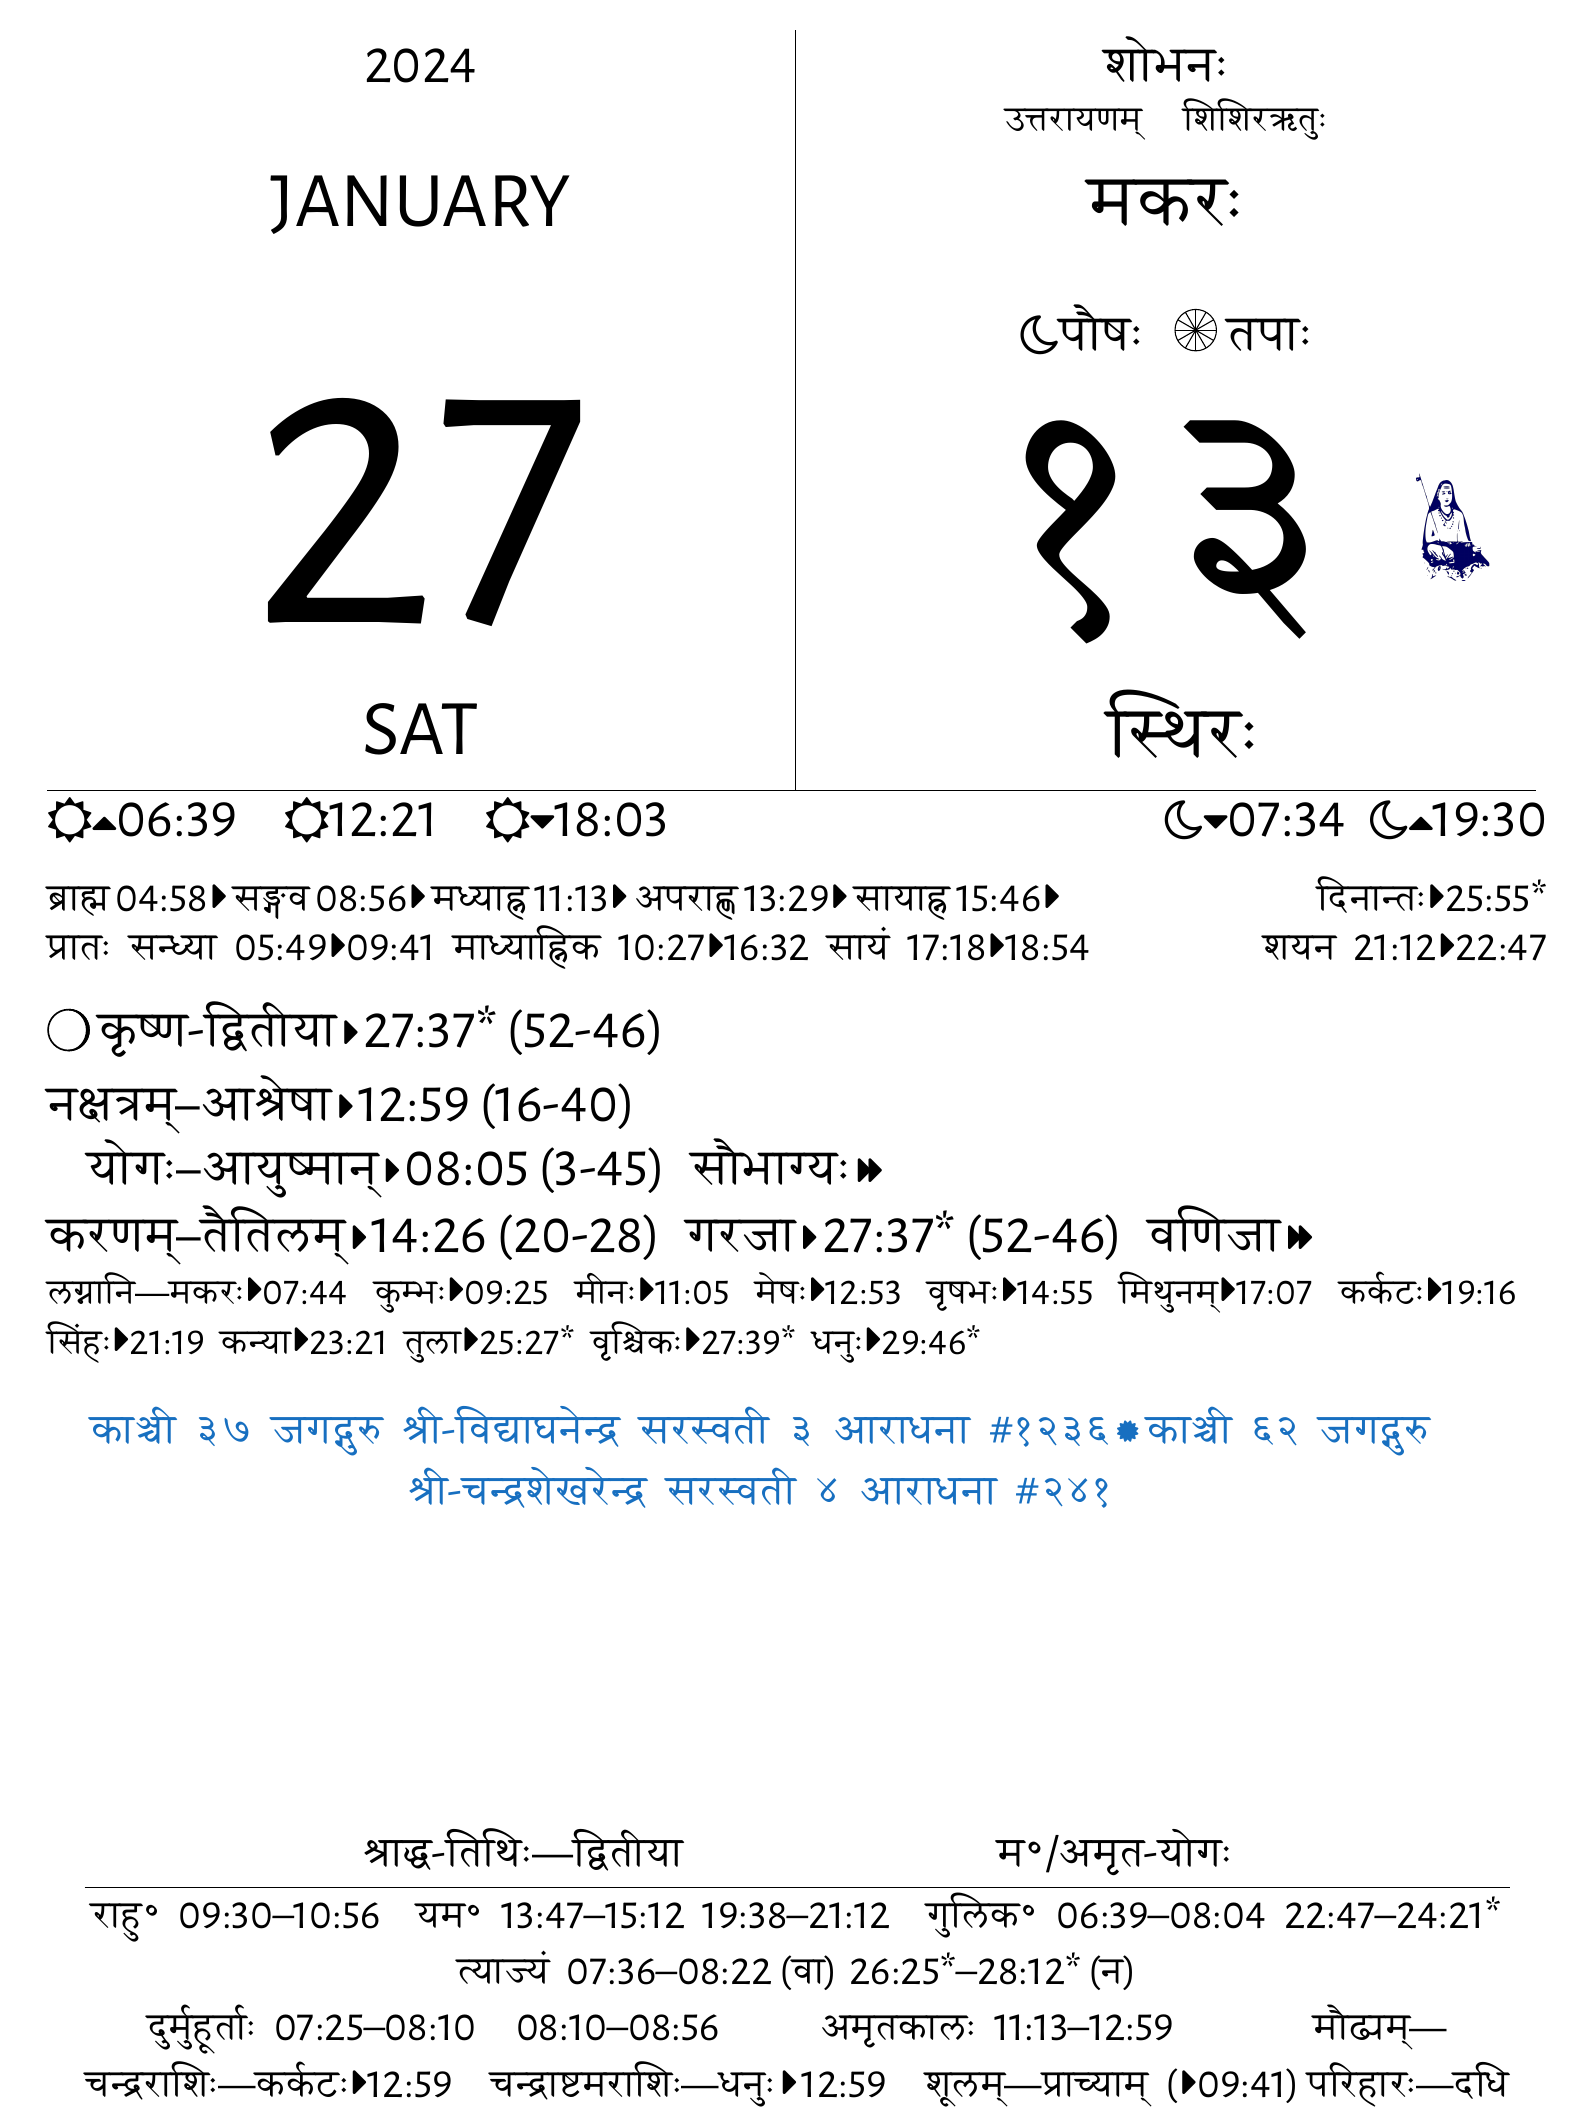 2024
JANUARY
27
SAT
शोभनः
उत्तरायणम् शिशिरऋतुः
मकरः
पौषः तपाः
१३
स्थिरः
06:39 12:21 18:03 07:34 19:30
ब्राह्म 04:58 सङ्गव 08:56 मध्याह्न 11:13 अपराह्ण 13:29 सायाह्न 15:46 दिनान्तः 25:55*
प्रातः सन्ध्या 05:49 09:41 माध्याह्निक 10:27 16:32 सायं 17:18 18:54 शयन 21:12 22:47
कृष्ण-द्वितीया 27:37* (52-46)
नक्षत्रम्–आश्रेषा 12:59 (16-40)
योगः–आयुष्मान् 08:05 (3-45) सौभाग्यः
करणम्–तैतिलम् 14:26 (20-28) गरजा 27:37* (52-46) वणिजा
लग्नानि—मकरः 07:44 कुम्भः 09:25 मीनः 11:05 मेषः 12:53 वृषभः 14:55 मिथुनम् 17:07 कर्कटः 19:16
सिंहः 21:19 कन्या 23:21 तुला 25:27* वृश्चिकः 27:39* धनुः 29:46*
काञ्ची ३७ जगद्गुरु श्री-विद्याघनेन्द्र सरस्वती ३ आराधना #१२३६ काञ्ची ६२ जगद्गुरु
श्री-चन्द्रशेखरेन्द्र सरस्वती ४ आराधना #२४१
श्राद्ध-तिथिः—द्वितीया म॰/अमृत-योगः
राहु॰ 09:30–10:56 यम॰ 13:47–15:12 19:38–21:12 गुलिक॰ 06:39–08:04 22:47–24:21*
त्याज्यं 07:36–08:22 (वा) 26:25*–28:12* (न)
दुर्मुहूर्ताः 07:25–08:10 08:10–08:56 अमृतकालः 11:13–12:59 मौढ्यम्—
चन्द्रराशिः—कर्कटः 12:59 चन्द्राष्टमराशिः—धनुः 12:59 शूलम्—प्राच्याम् (09:41) परिहारः—दधि